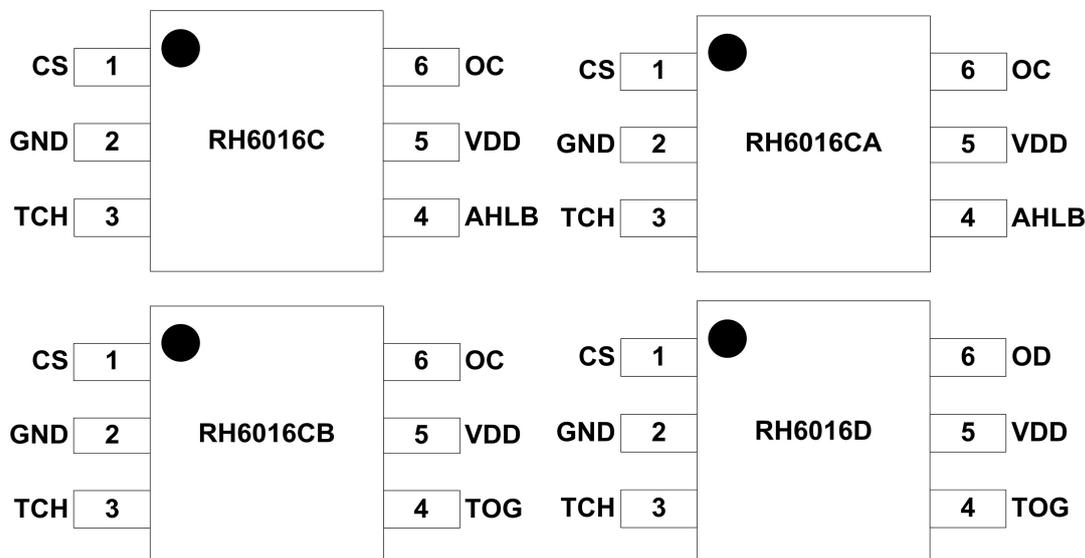 CS 1 6 OC
GND 2 RH6016C 5 VDD
TCH 3 4 AHLB
CS 1 6 OC
GND 2 RH6016CA 5 VDD
TCH 3 4 AHLB
CS 1 6 OC
GND 2 RH6016CB 5 VDD
TCH 3 4 TOG
CS 1 6 OD
GND 2 RH6016D 5 VDD
TCH 3 4 TOG